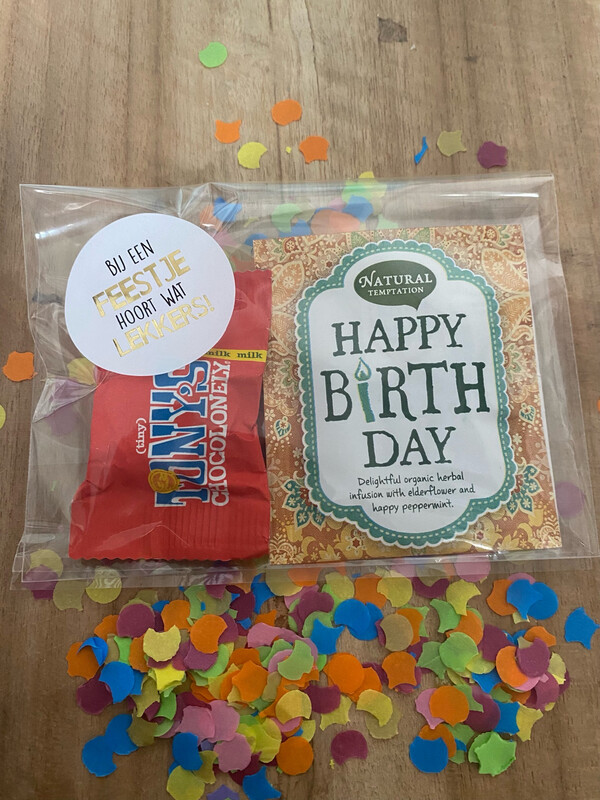 BIJ EEN
FEESTJE
HOORT WAT
LEKKERS!
milk milk
(tiny)
TONY'S
CHOCOLONELY
NATURAL
TEMPTATION
HAPPY
BIRTH
DAY
Delightful organic herbal
infusion with elderflower and
happy peppermint.